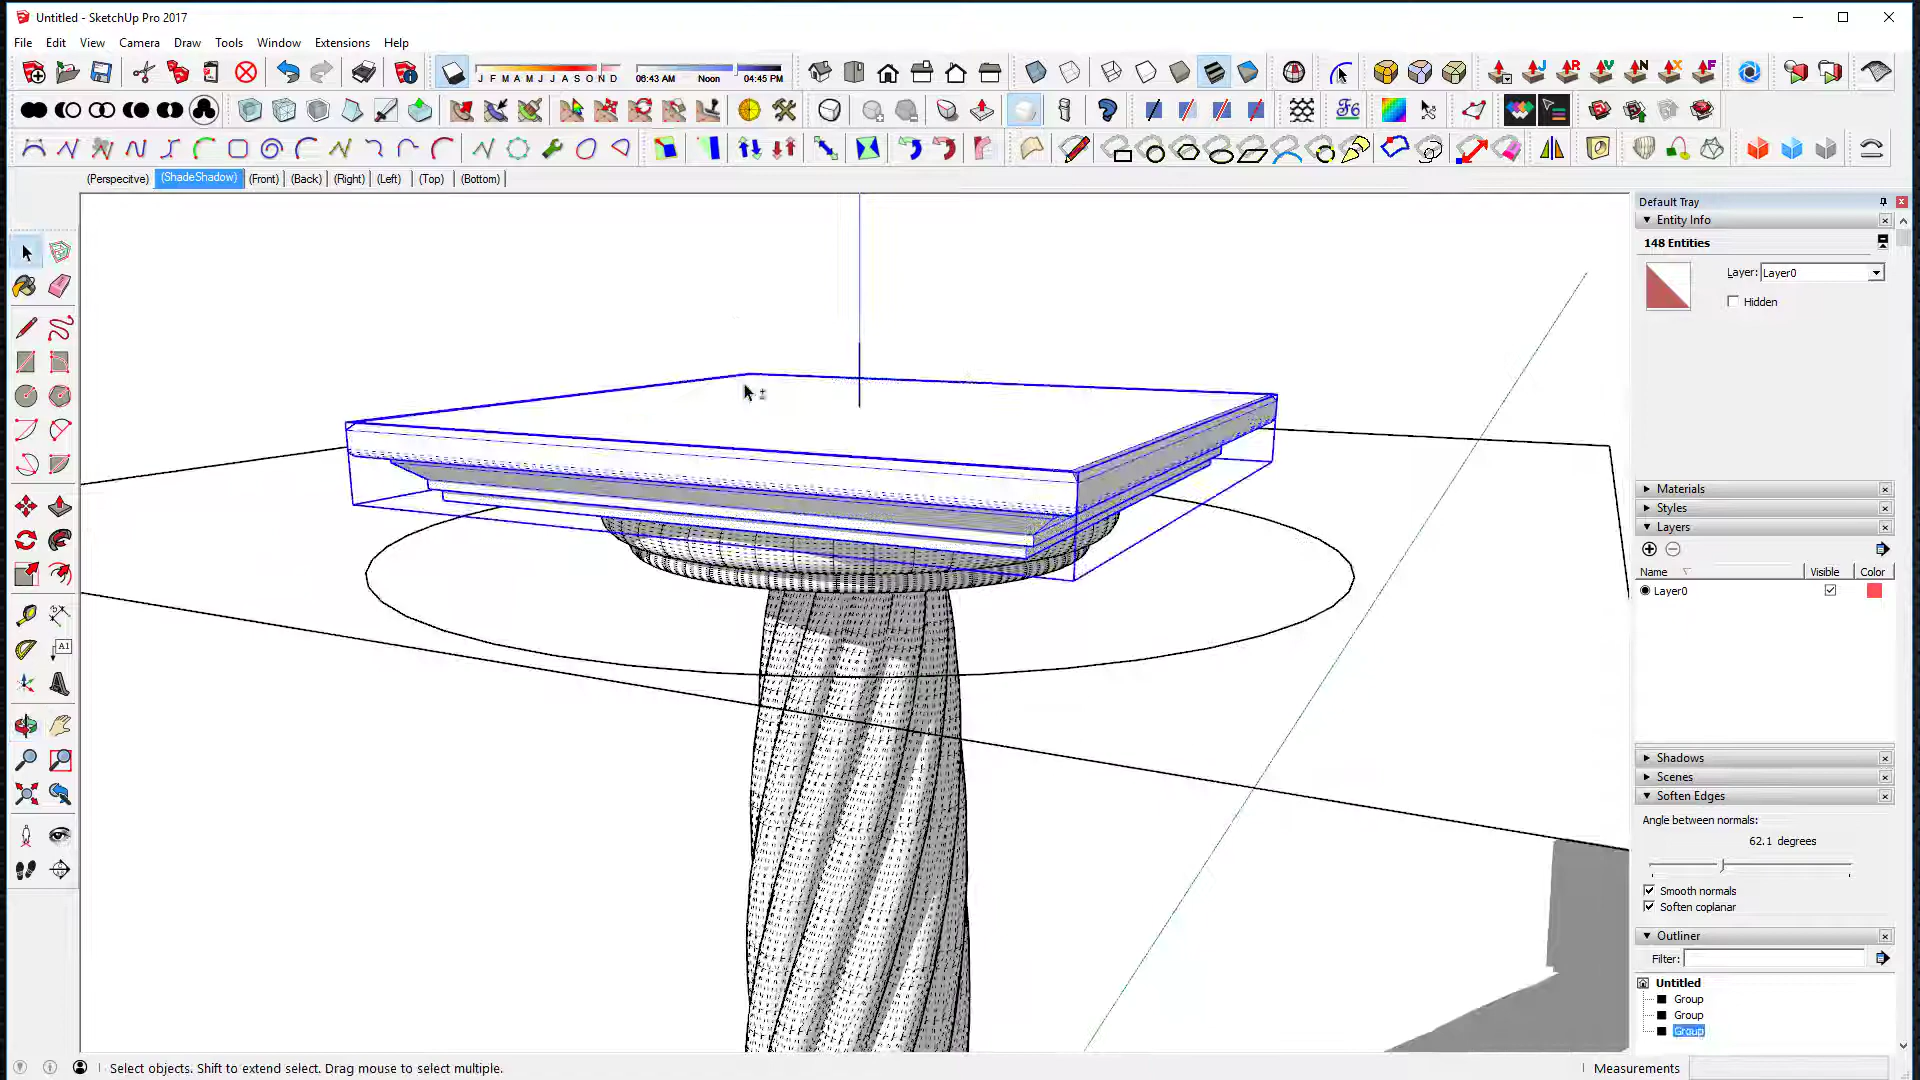 Untitled - SketchUp Pro 2017
File Edit View Camera Draw Tools Window Extensions Help
J F M A M J J A S O N D
06:43 AM Noon 04:45 PM
J R V N X F
F6
(Perspecitve) (ShadeShadow) (Front) (Back) (Right) (Left) (Top) (Bottom)
Default Tray
Entity Info
148 Entities
Layer: Layer0
Hidden
Materials
Styles
Layers
Name Visible Color
Layer0
Shadows
Scenes
Soften Edges
Angle between normals:
62.1 degrees
Smooth normals
Soften coplanar
Outliner
Filter:
Untitled
Group
Group
Group
A1
Select objects. Shift to extend select. Drag mouse to select multiple.
Measurements